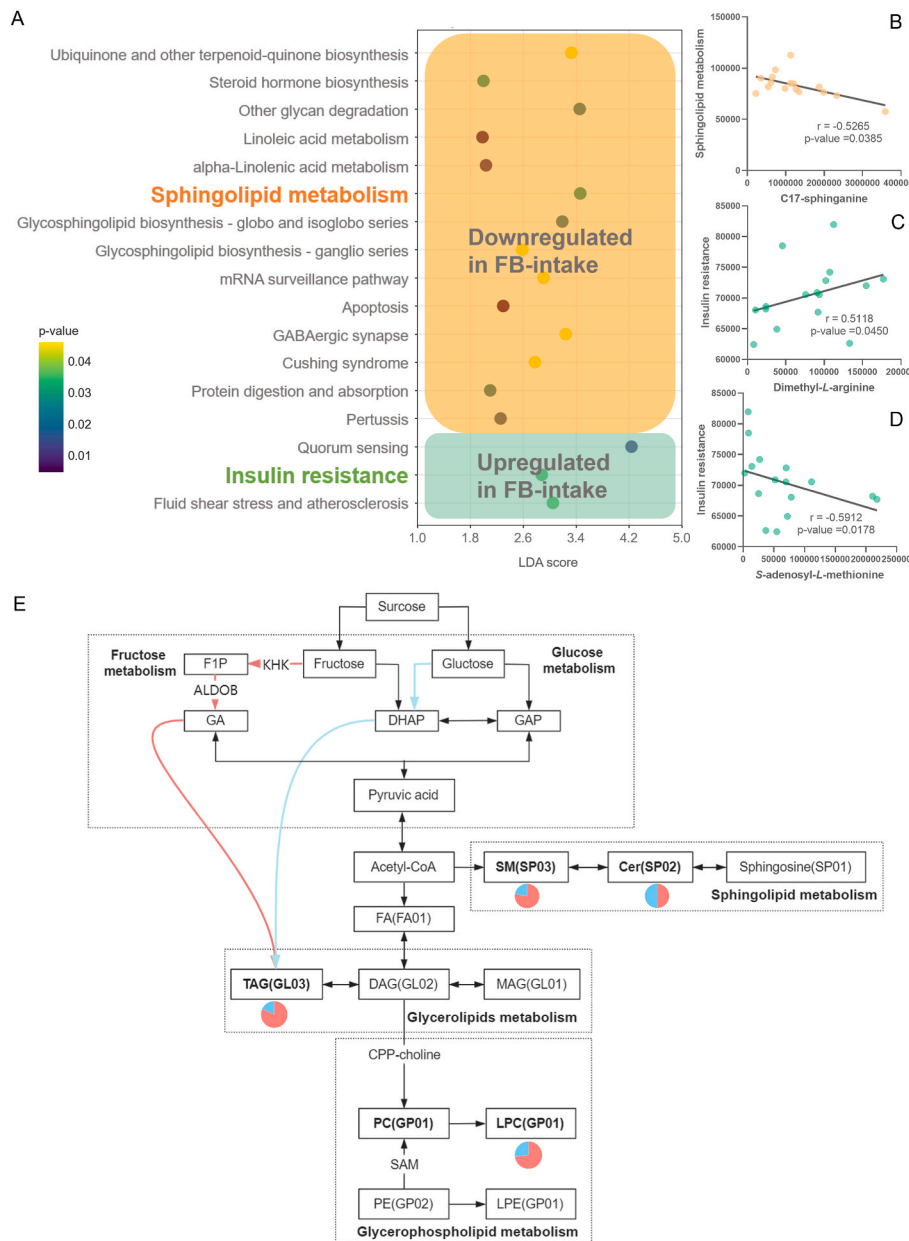 A
Ubiquinone and other terpenoid-quinone biosynthesis
Steroid hormone biosynthesis
Other glycan degradation
Linoleic acid metabolism
alpha-Linolenic acid metabolism
Sphingolipid metabolism
Glycosphingolipid biosynthesis - globo and isoglobo series
Glycosphingolipid biosynthesis - ganglio series
mRNA surveillance pathway
Apoptosis
GABAergic synapse
Cushing syndrome
Protein digestion and absorption
Pertussis
Quorum sensing
Insulin resistance
Fluid shear stress and atherosclerosis
Downregulated
in FB-intake
Upregulated
in FB-intake
p-value
0.04
0.03
0.02
0.01
1.0 1.8 2.6 3.4 4.2 5.0
LDA score
B
Sphingolipid metabolism
150000
100000
50000
0
r = -0.5265
p-value =0.0385
0 1000000 2000000 3000000 4000000
C17-sphinganine
C
Insulin resistance
85000
80000
75000
70000
65000
60000
r = 0.5118
p-value =0.0450
0 50000 100000 150000 200000
Dimethyl-L-arginine
D
Insulin resistance
85000
80000
75000
70000
65000
60000
r = -0.5912
p-value =0.0178
0 50000 100000 150000 200000 250000
S-adenosyl-L-methionine
E
Surcose
Fructose
metabolism
F1P
KHK
Fructose
Gluctose
Glucose
metabolism
ALDOB
GA
DHAP
GAP
Pyruvic acid
Acetyl-CoA
SM(SP03)
Cer(SP02)
Sphingosine(SP01)
Sphingolipid metabolism
FA(FA01)
TAG(GL03)
DAG(GL02)
MAG(GL01)
Glycerolipids metabolism
CPP-choline
PC(GP01)
LPC(GP01)
SAM
PE(GP02)
LPE(GP01)
Glycerophospholipid metabolism